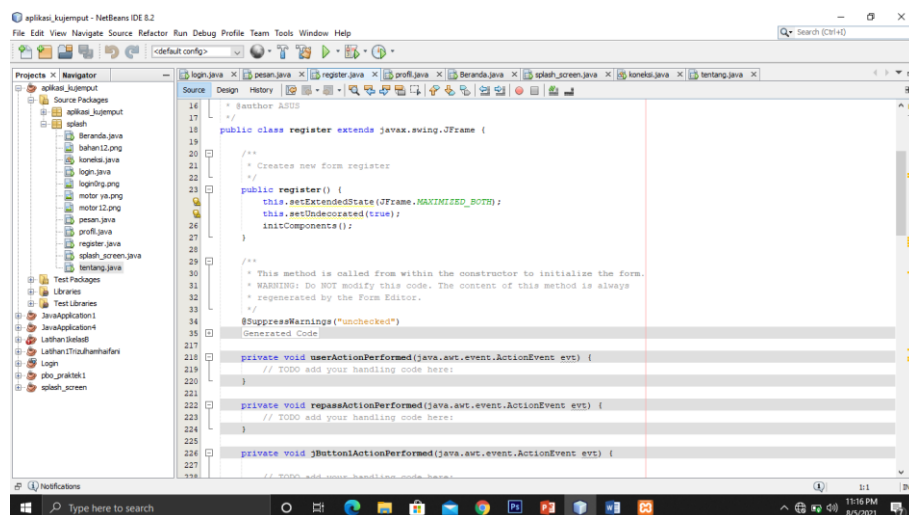 aplikasi_kujemput - NetBeans IDE 8.2
File Edit View Navigate Source Refactor Run Debug Profile Team Tools Window Help
Search (Ctrl+I)
<default config>
Projects × Navigator
login.java × pesan.java × register.java × profil.java × Beranda.java × splash_screen.java × koneksi.java × tentang.java ×
Source Design History
aplikasi_kujemput
Source Packages
aplikasi_kujemput
splash
Beranda.java
bahan12.png
koneksi.java
login.java
login0rg.png
motor ya.png
motor12.png
pesan.java
profil.java
register.java
splash_screen.java
tentang.java
Test Packages
Libraries
Test Libraries
JavaApplication1
JavaApplication4
Latihan1kelasB
Latihan1Trizulhamhaifani
Login
pbo_praktek1
splash_screen
16 * @author ASUS
17 */
18 public class register extends javax.swing.JFrame {
19
20 /**
21 * Creates new form register
22 */
23 public register() {
this.setExtendedState(JFrame.MAXIMIZED_BOTH);
this.setUndecorated(true);
26 initComponents();
27 }
28
29 /**
30 * This method is called from within the constructor to initialize the form.
31 * WARNING: Do NOT modify this code. The content of this method is always
32 * regenerated by the Form Editor.
33 */
34 @SuppressWarnings("unchecked")
35 Generated Code
217
218 private void userActionPerformed(java.awt.event.ActionEvent evt) {
219 // TODO add your handling code here:
220 }
221
222 private void repassActionPerformed(java.awt.event.ActionEvent evt) {
223 // TODO add your handling code here:
224 }
225
226 private void jButton1ActionPerformed(java.awt.event.ActionEvent evt) {
227
228 // TODO add your handling code here:
Notifications
1:1
Type here to search
11:16 PM
8/5/2021